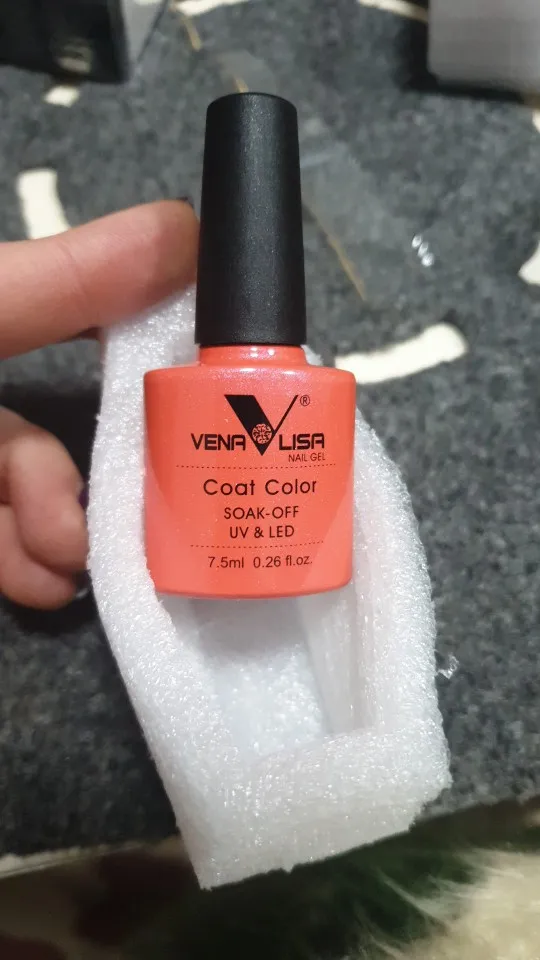 VENA LISA ®
NAIL GEL
Coat Color
SOAK-OFF
UV & LED
7.5ml 0.26 fl.oz.